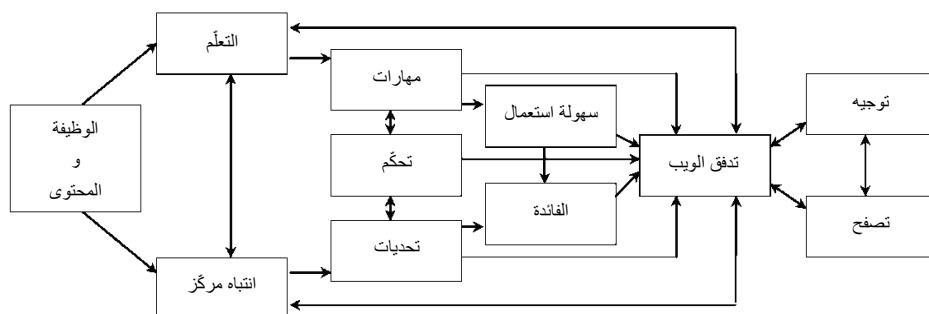 التعلّم
مهارات
توجيه
سهولة استعمال
الوظيفة
و
المحتوى
تحكّم
تدفق الويب
الفائدة
تصفح
تحديات
انتباه مركّز